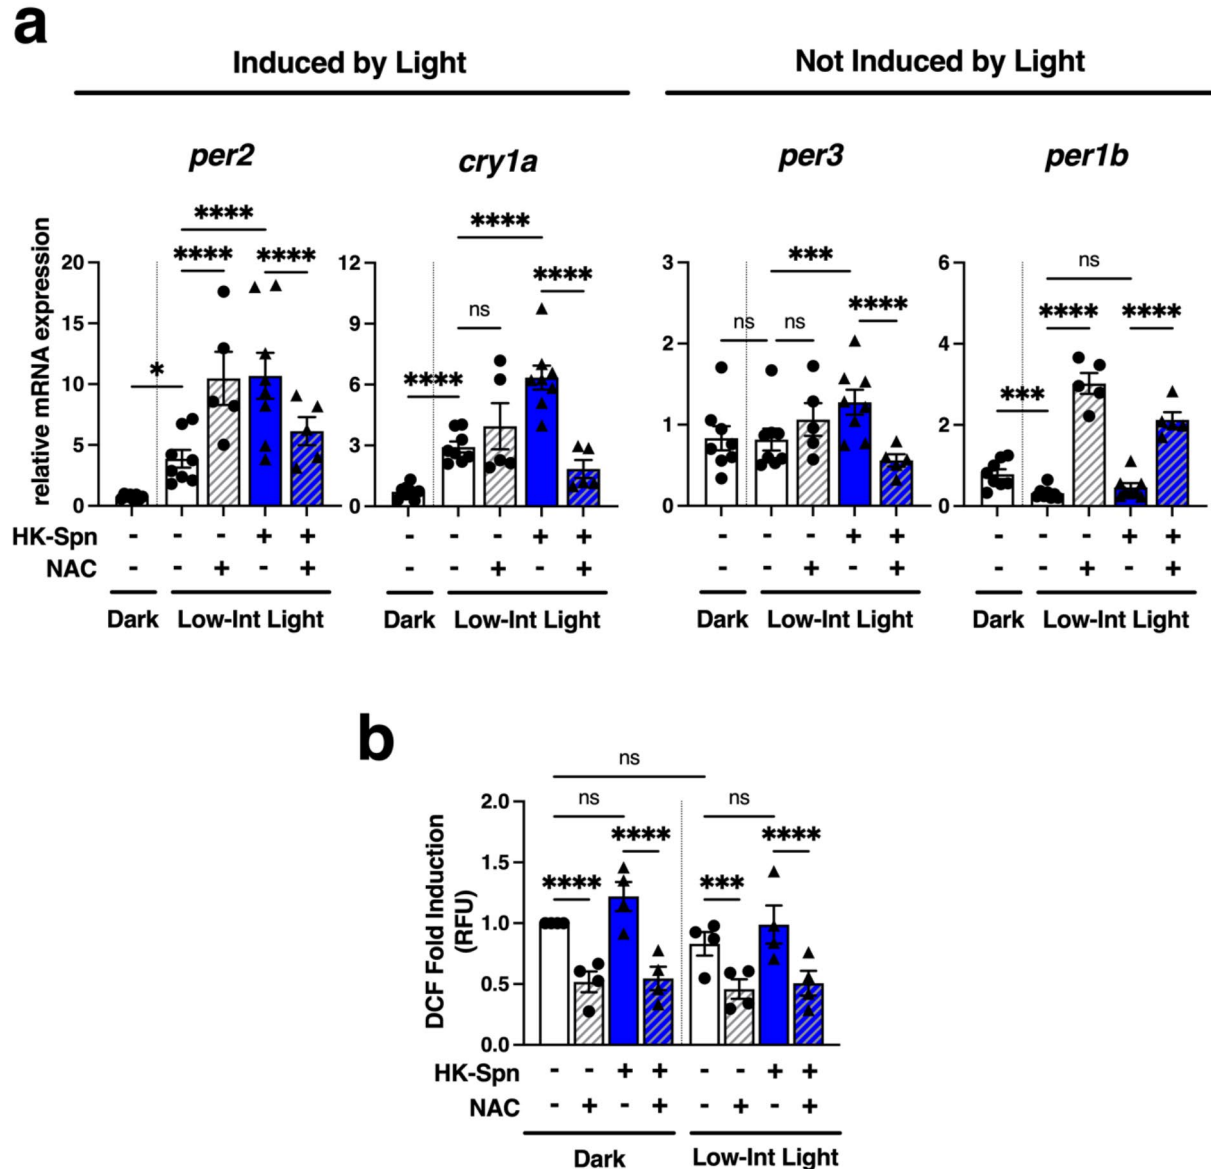 a
Induced by Light
Not Induced by Light
per2
cry1a
per3
per1b
relative mRNA expression
20
15
10
5
0
12
9
6
3
0
3
2
1
0
6
4
2
0
* **** **** ****
**** **** ns ****
ns ns *** ****
*** **** ns ****
HK-Spn - - - + + - - - + + - - - + + - - - + +
NAC - - + - + - - + - + - - + - + - - + - +
Dark Low-Int Light Dark Low-Int Light Dark Low-Int Light Dark Low-Int Light
b
DCF Fold Induction
(RFU)
2.0
1.5
1.0
0.5
0.0
ns
ns ns
**** ****
**** ***
HK-Spn - - + + - - + +
NAC - + - + - + - +
Dark Low-Int Light